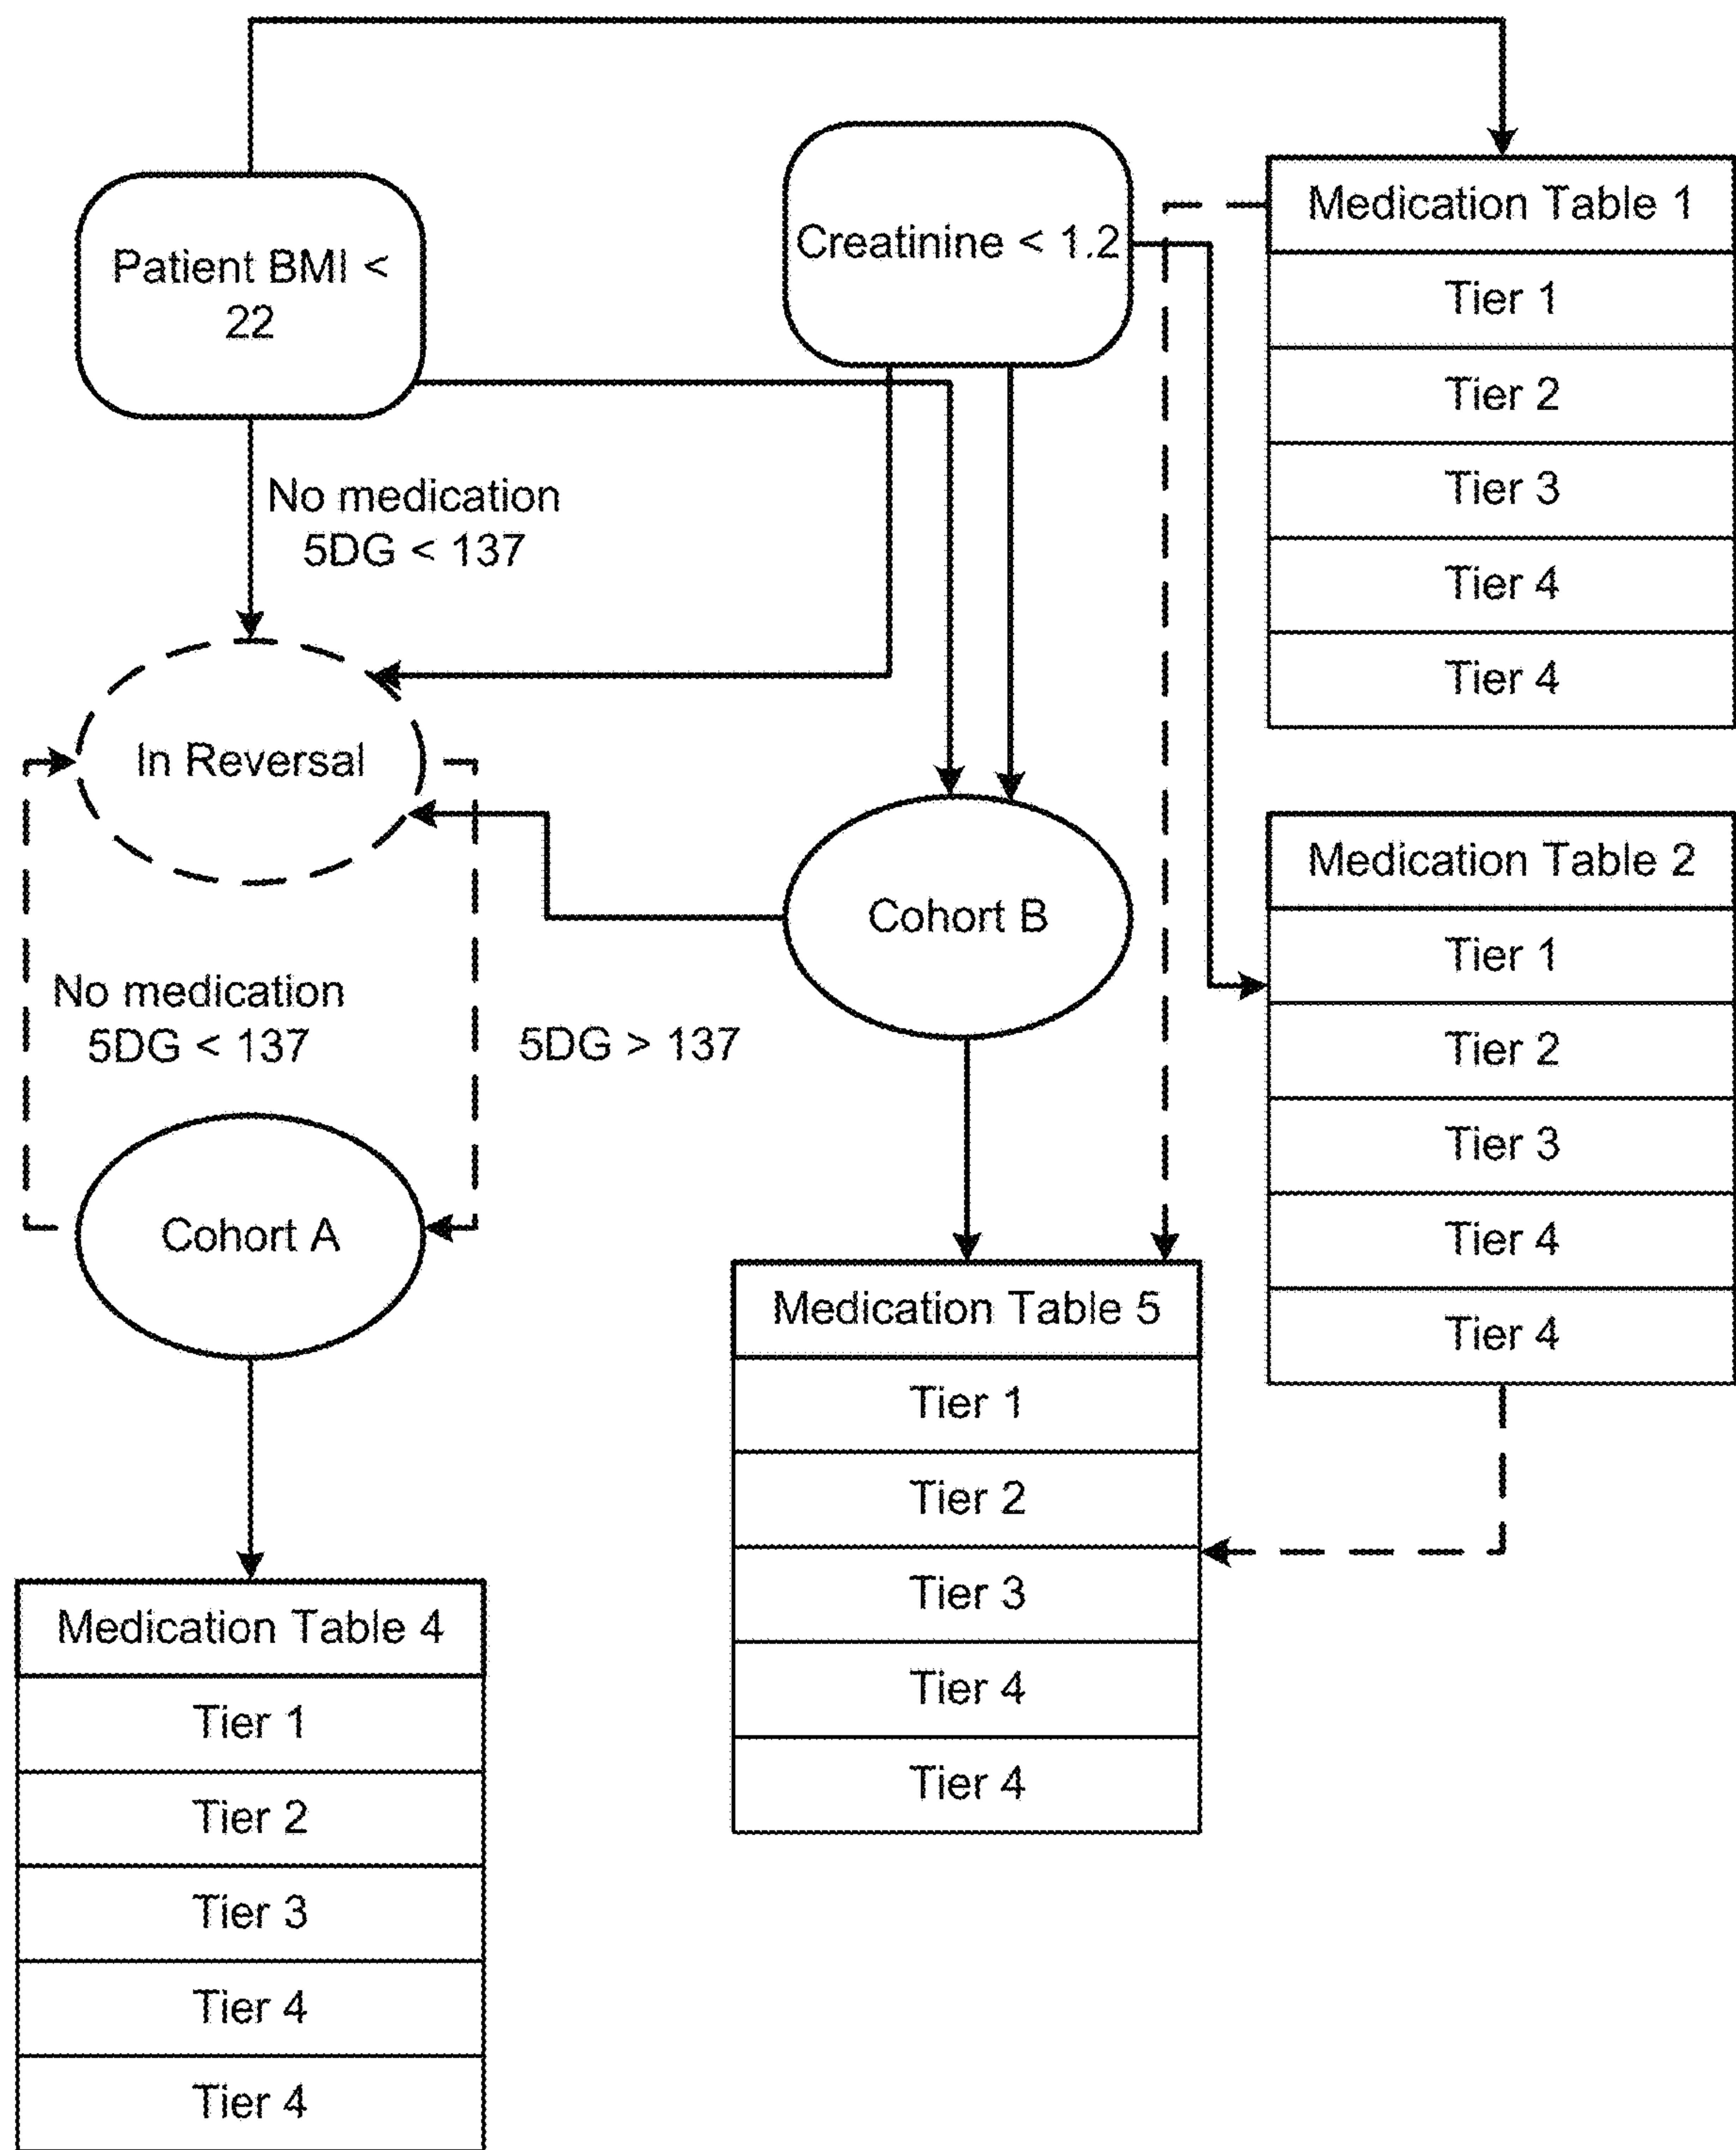 Patient BMI <
22
Creatinine < 1.2
Medication Table 1
Tier 1
Tier 2
Tier 3
Tier 4
Tier 4
No medication
5DG < 137
In Reversal
Cohort B
Medication Table 2
Tier 1
Tier 2
Tier 3
Tier 4
Tier 4
No medication
5DG < 137
5DG > 137
Cohort A
Medication Table 5
Tier 1
Tier 2
Tier 3
Tier 4
Tier 4
Medication Table 4
Tier 1
Tier 2
Tier 3
Tier 4
Tier 4